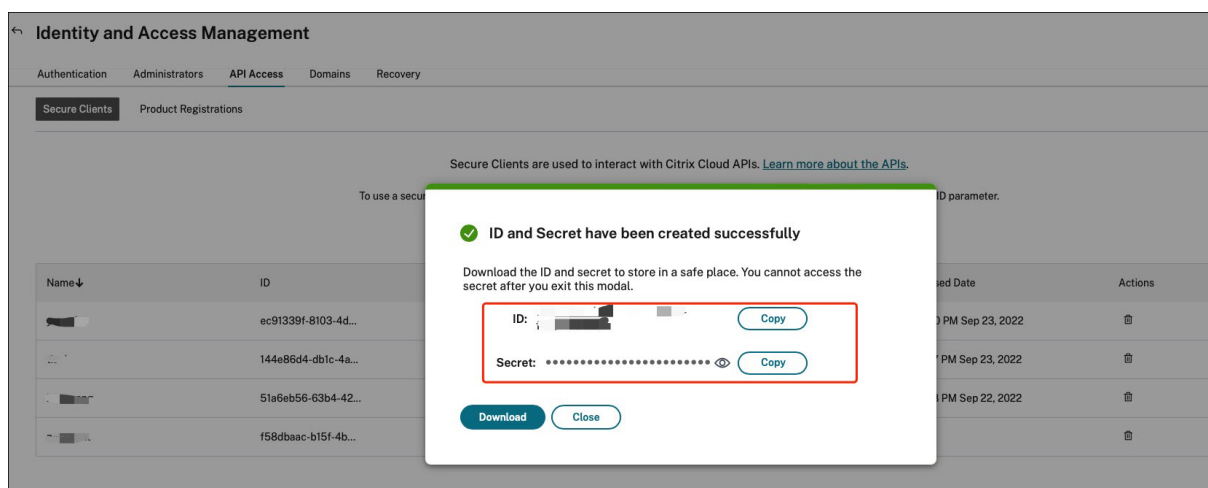 Identity and Access Management
Authentication Administrators API Access Domains Recovery
Secure Clients Product Registrations
Secure Clients are used to interact with Citrix Cloud APIs. Learn more about the APIs.
To use a secur ID parameter.
ID and Secret have been created successfully
Download the ID and secret to store in a safe place. You cannot access the
secret after you exit this modal.
ID: Copy
Secret: •••••••••••••••••••••••• Copy
Download Close
Name ID sed Date Actions
ec91339f-8103-4d... PM Sep 23, 2022
144e86d4-db1c-4a... PM Sep 23, 2022
51a6eb56-63b4-42... PM Sep 22, 2022
f58dbaac-b15f-4b...